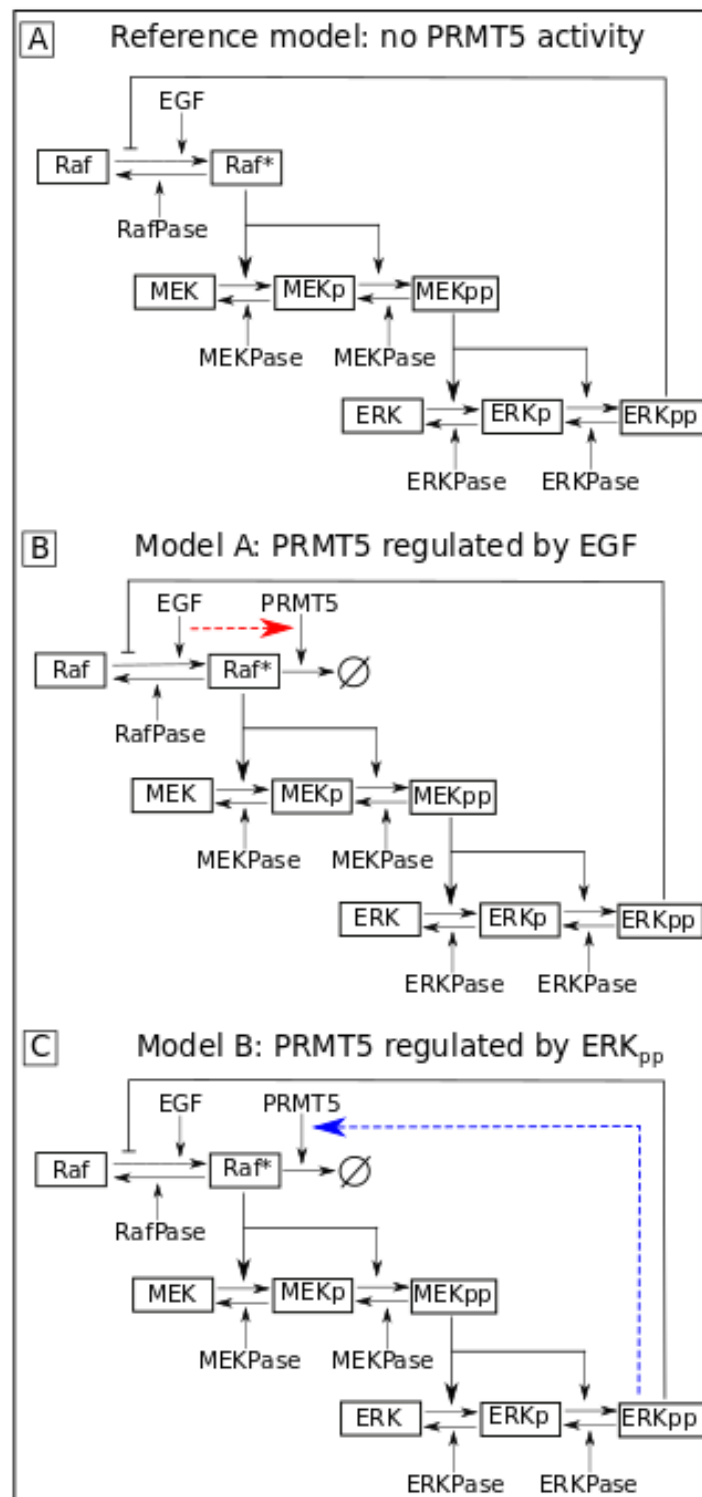 A Reference model: no PRMT5 activity
EGF
Raf Raf*
RafPase
MEK MEKp MEKpp
MEKPase MEKPase
ERK ERKp ERKpp
ERKPase ERKPase
B Model A: PRMT5 regulated by EGF
EGF PRMT5
Raf Raf* ∅
RafPase
MEK MEKp MEKpp
MEKPase MEKPase
ERK ERKp ERKpp
ERKPase ERKPase
C Model B: PRMT5 regulated by ERKpp
EGF PRMT5
Raf Raf* ∅
RafPase
MEK MEKp MEKpp
MEKPase MEKPase
ERK ERKp ERKpp
ERKPase ERKPase